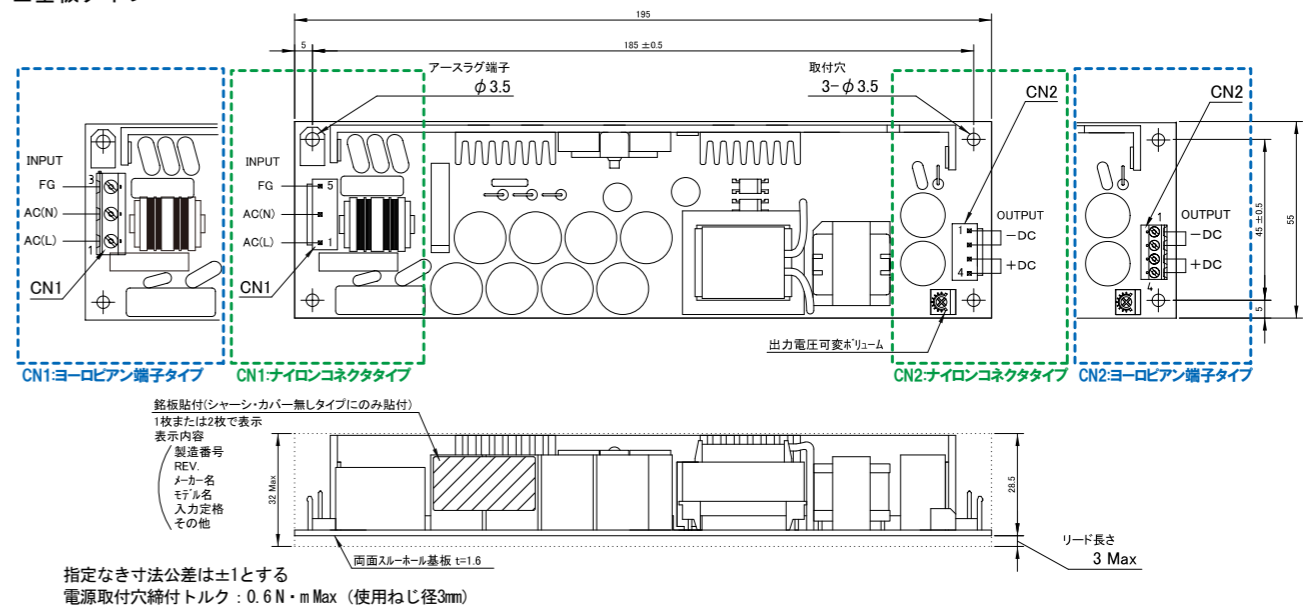 195
5
185 ±0.5
アースラグ端子
φ3.5
取付穴
3-φ3.5
CN2
CN2
INPUT
FG
AC(N)
AC(L)
3
1
CN1
INPUT
FG
AC(N)
AC(L)
5
1
CN1
1
4
OUTPUT
-DC
+DC
1
4
OUTPUT
-DC
+DC
45 ±0.5
55
5
出力電圧可変ボリューム
CN1:ヨーロピアン端子タイプ
CN1:ナイロンコネクタタイプ
CN2:ナイロンコネクタタイプ
CN2:ヨーロピアン端子タイプ
銘板貼付(シャーシ・カバー無しタイプにのみ貼付)
1枚または2枚で表示
表示内容
製造番号
REV.
メーカー名
モデル名
入力定格
その他
32 Max
28.5
リード長さ
3 Max
両面スルーホール基板 t=1.6
指定なき寸法公差は±1とする
電源取付穴締付トルク：0.6N・m Max（使用ねじ径3mm）